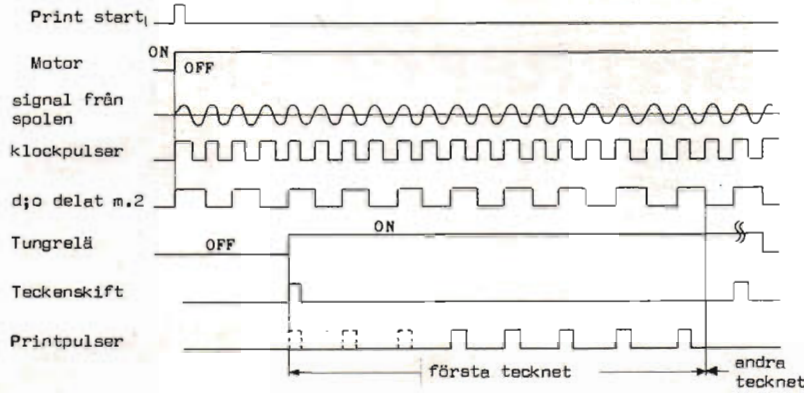 Print start
ON
Motor
OFF
signal från
spolen
klockpulser
d;o delat m.2
ON
Tungrelä
OFF
Teckenskift
Printpulser
första tecknet
andra
tecknet